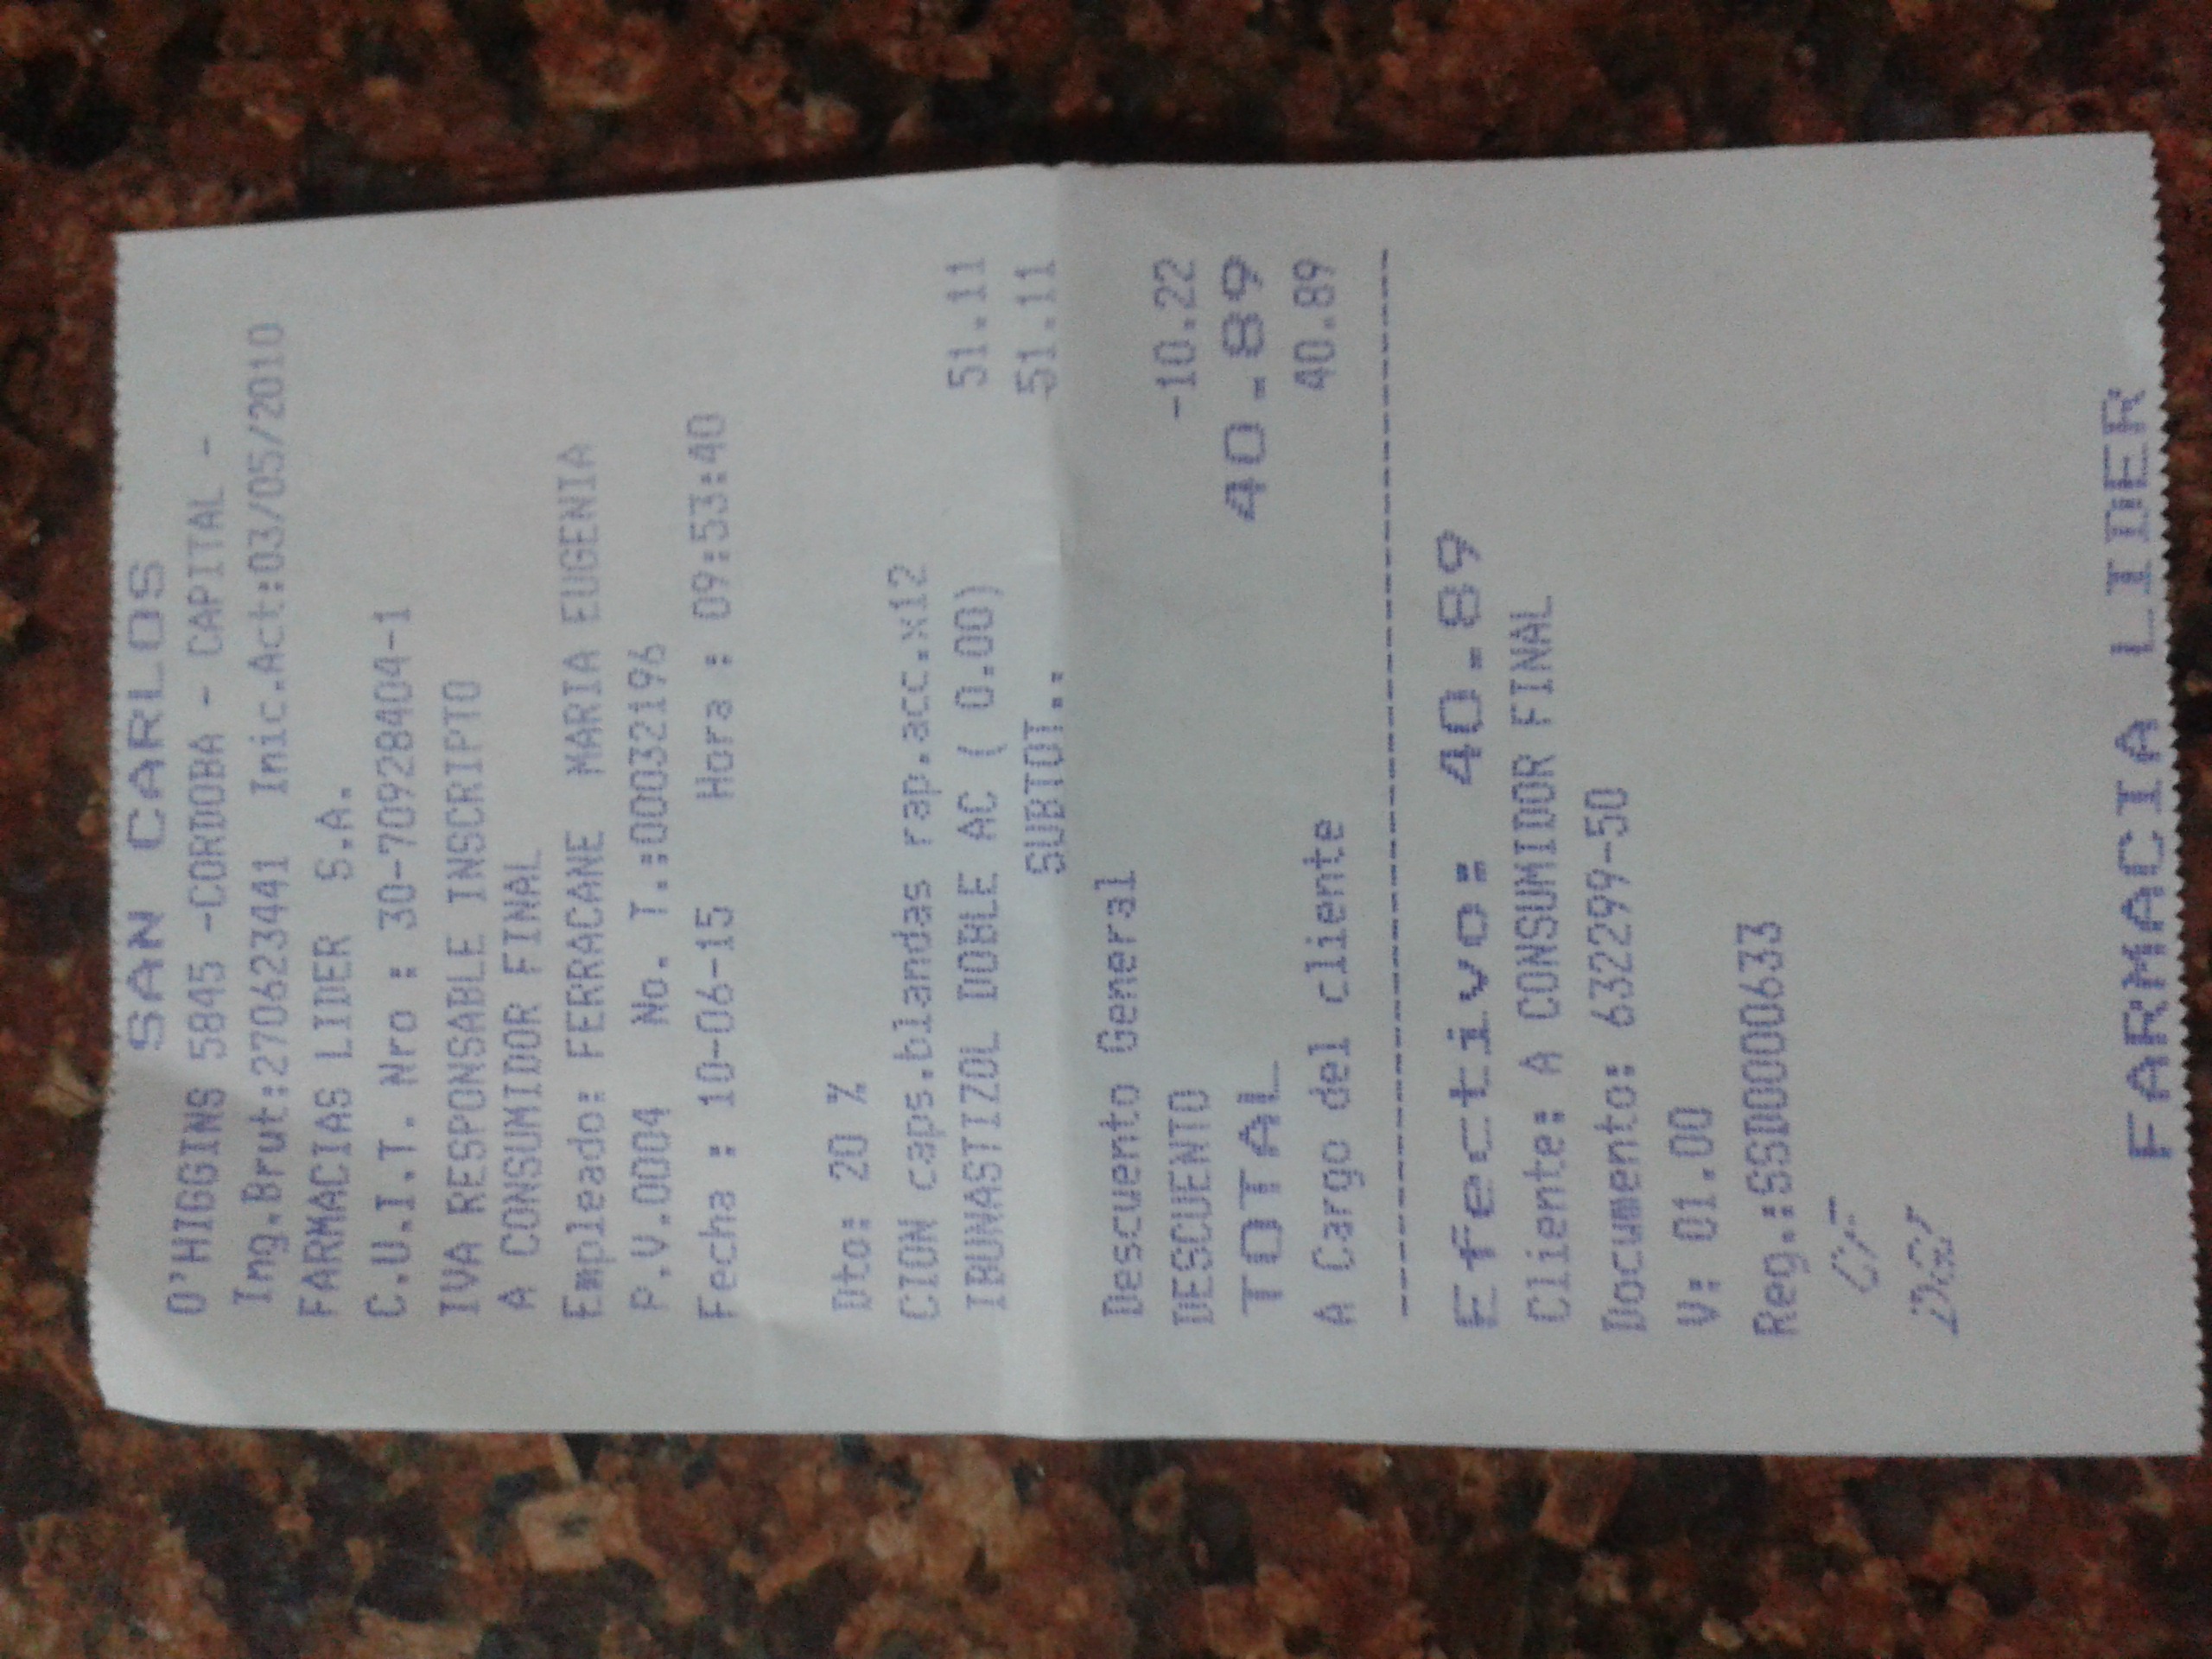 SAN CARLOS
O'HIGGINS 5845 -CORDOBA - CAPITAL -
Ing.Brut:270623441 Inic.Act:03/05/2010
FARMACIAS LIDER S.A.
C.U.I.T. Nro : 30-70928404-1
IVA RESPONSABLE INSCRIPTO
A CONSUMIDOR FINAL
Empleado: FERRACANE MARIA EUGENIA
P.V.0004 No. T.:00032196
Fecha : 10-06-15 Hora : 09:53:40
Dto: 20 %
CION caps.blandas rap.acc.x12
IBUNASTIZOL DOBLE AC ( 0.00) 51.11
SUBTOT.. 51.11
Descuento General
DESCUENTO -10.22
TOTAL 40.89
A Cargo del cliente 40.89
----------------------------------------
Efectivo: 40.89
Cliente: A CONSUMIDOR FINAL
Documento: 632299-50
V: 01.00
Reg.:SSD0000633
CF
DGI
FARMACIA LIDER